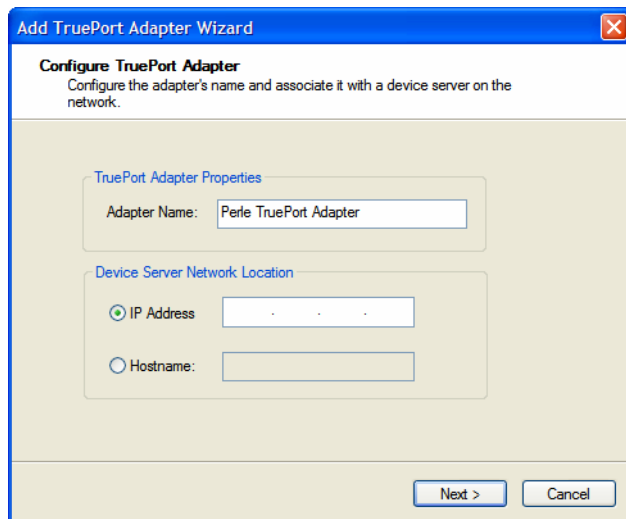 Add TruePort Adapter Wizard
Configure TruePort Adapter
Configure the adapter's name and associate it with a device server on the
network.
TruePort Adapter Properties
Adapter Name: Perle TruePort Adapter
Device Server Network Location
IP Address . . .
Hostname:
Next > Cancel